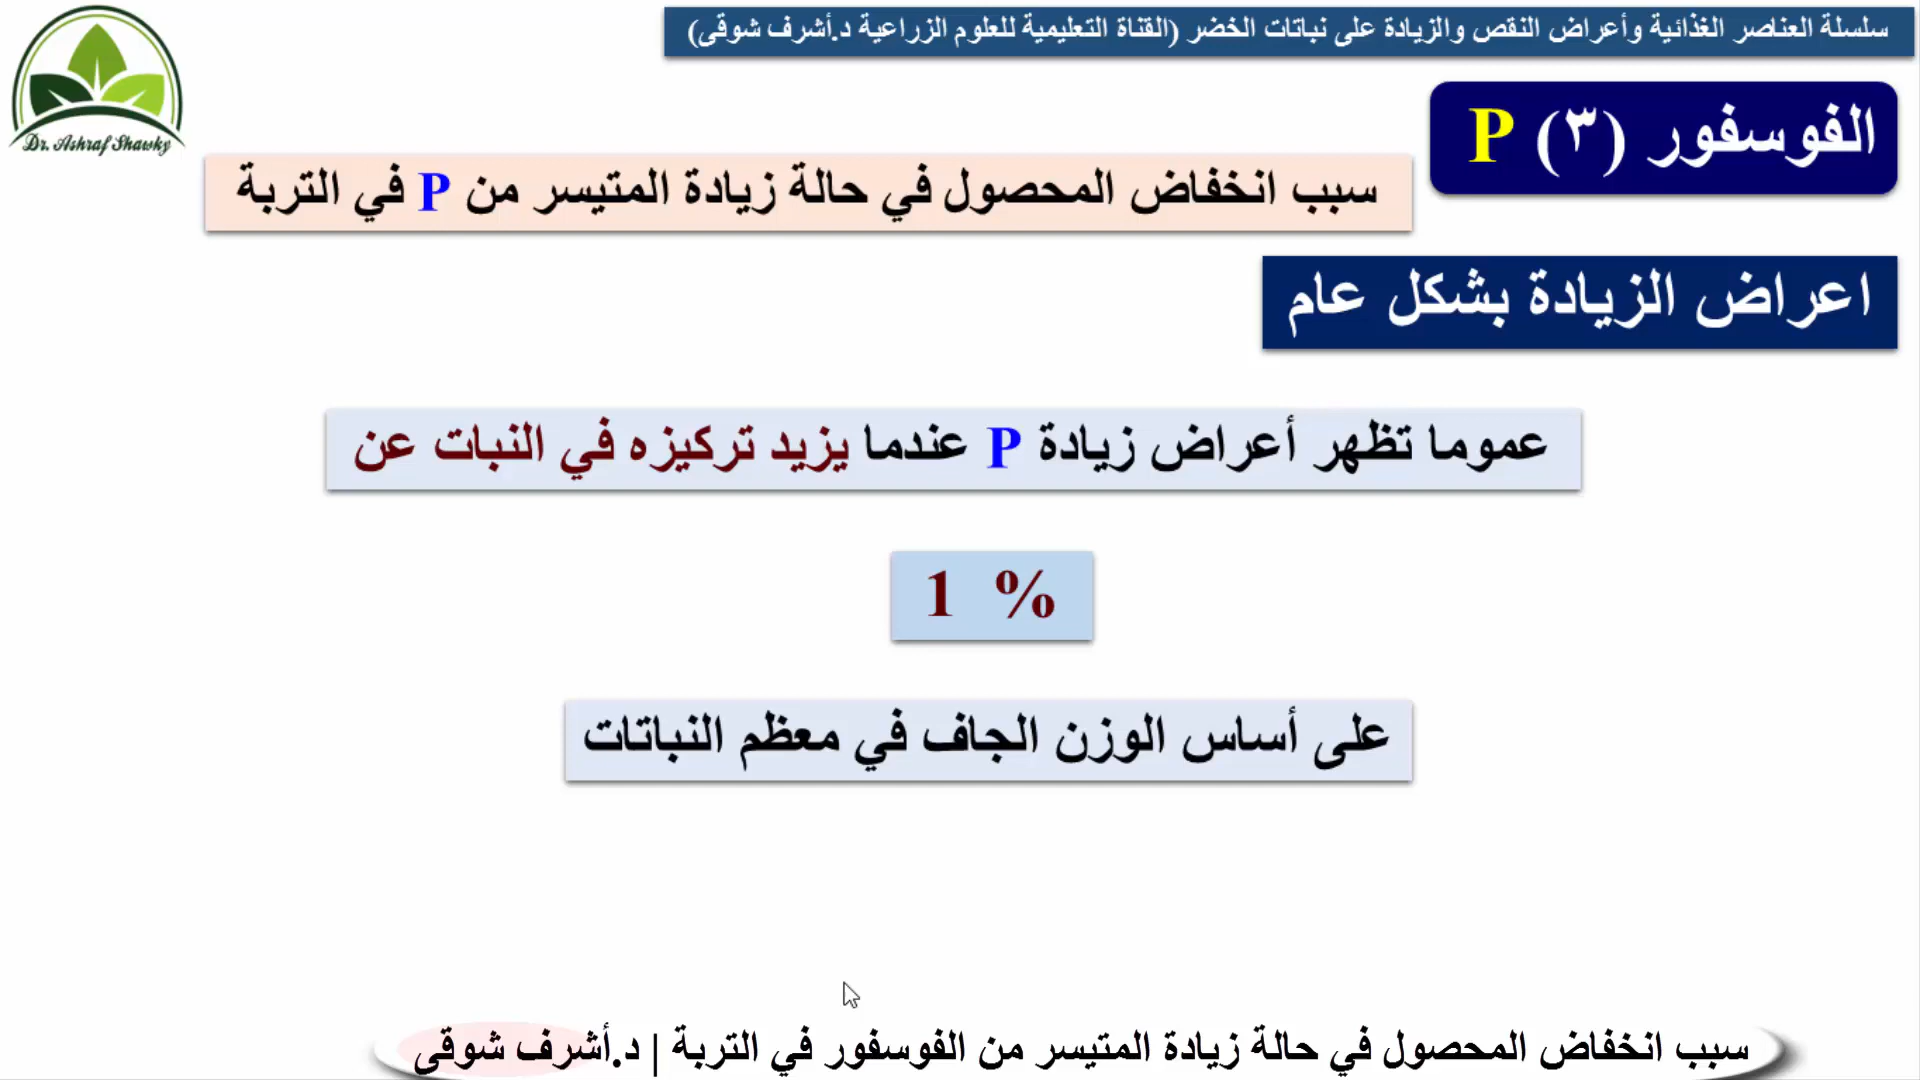 سلسلة العناصر الغذائية وأعراض النقص والزيادة على نباتات الخضر (القناة التعليمية للعلوم الزراعية د.أشرف شوقى)
Dr. Ashraf Shawky
الفوسفور (٣) P
سبب انخفاض المحصول في حالة زيادة المتيسر من P في التربة
اعراض الزيادة بشكل عام
عموما تظهر أعراض زيادة P عندما يزيد تركيزه في النبات عن
1 %
على أساس الوزن الجاف في معظم النباتات
سبب انخفاض المحصول في حالة زيادة المتيسر من الفوسفور في التربة | د.أشرف شوقى